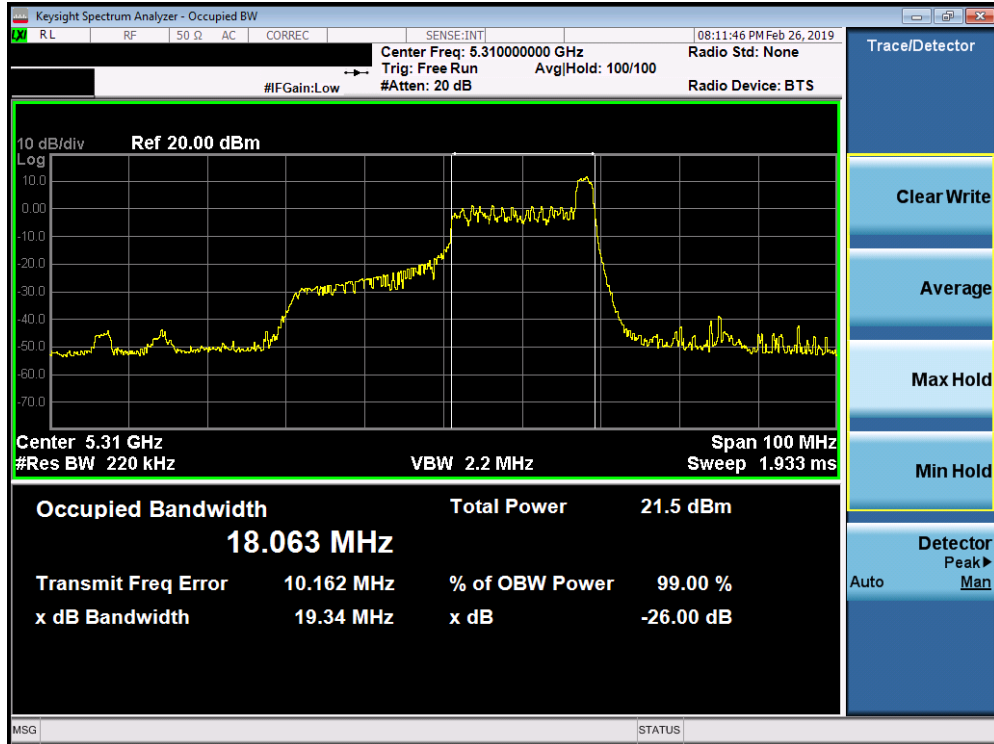 Keysight Spectrum Analyzer - Occupied BW
LXI RL RF 50 Ω AC CORREC SENSE:INT 08:11:46 PM Feb 26, 2019
Center Freq: 5.310000000 GHz Radio Std: None
Trig: Free Run Avg|Hold: 100/100
#IFGain:Low #Atten: 20 dB Radio Device: BTS
Trace/Detector
10 dB/div Ref 20.00 dBm
Log
10.0
0.00
-10.0
-20.0
-30.0
-40.0
-50.0
-60.0
-70.0
Center 5.31 GHz Span 100 MHz
#Res BW 220 kHz VBW 2.2 MHz Sweep 1.933 ms
Occupied Bandwidth Total Power 21.5 dBm
18.063 MHz
Transmit Freq Error 10.162 MHz % of OBW Power 99.00 %
x dB Bandwidth 19.34 MHz x dB -26.00 dB
Clear Write
Average
Max Hold
Min Hold
Detector
Peak▶
Auto Man
MSG STATUS